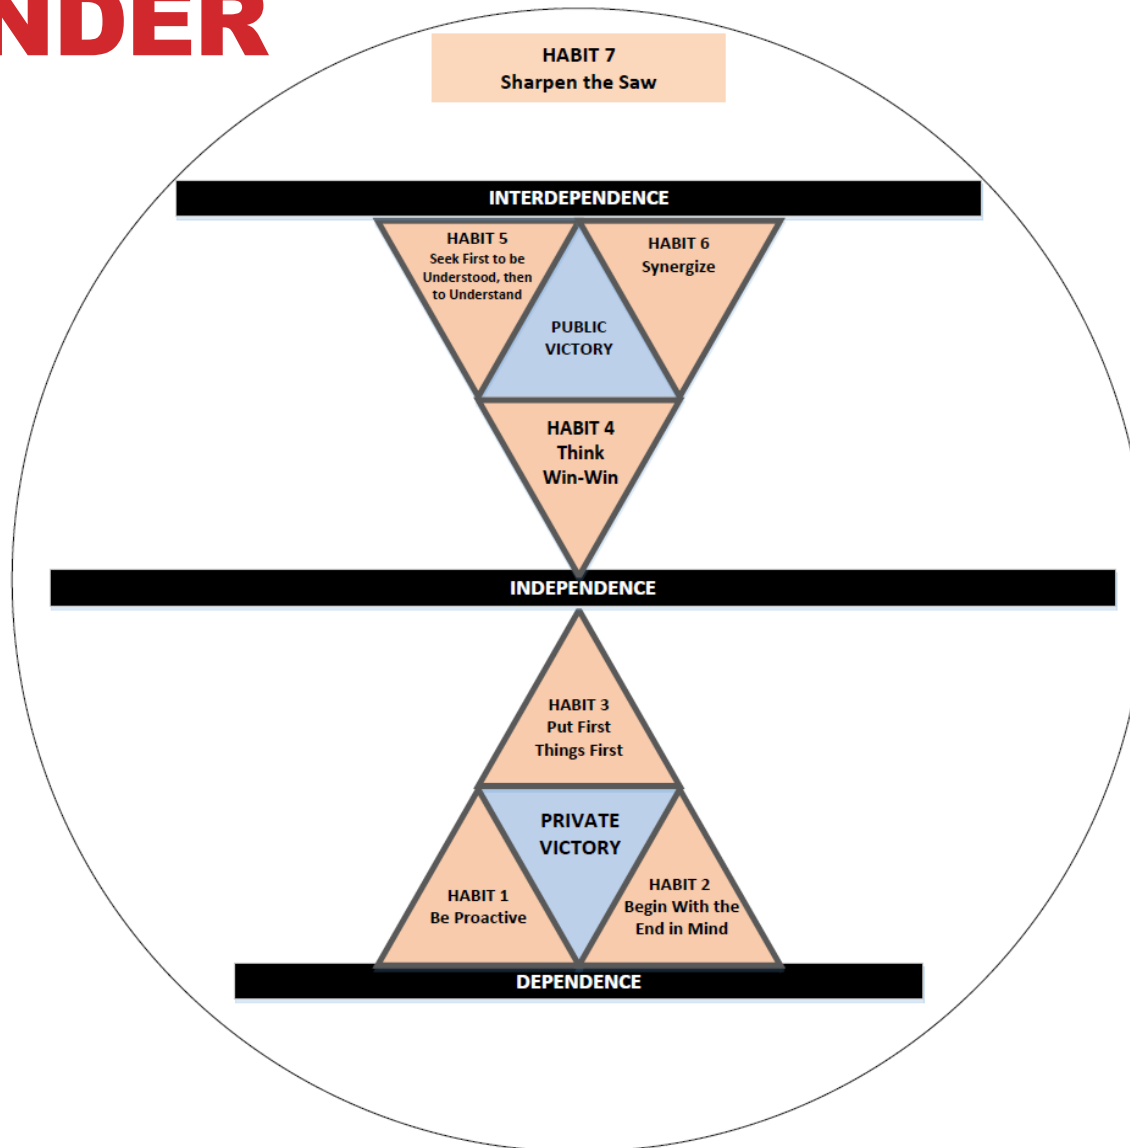 NDER
HABIT 7
Sharpen the Saw
INTERDEPENDENCE
HABIT 5
Seek First to be
Understood, then
to Understand
HABIT 6
Synergize
PUBLIC
VICTORY
HABIT 4
Think
Win-Win
INDEPENDENCE
HABIT 3
Put First
Things First
PRIVATE
VICTORY
HABIT 1
Be Proactive
HABIT 2
Begin With the
End in Mind
DEPENDENCE